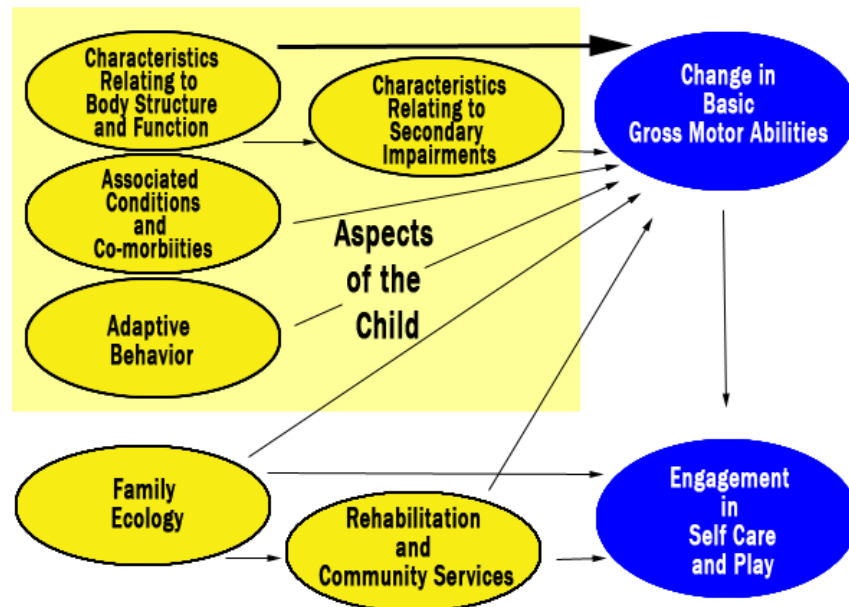 Characteristics
Relating to
Body Structure
and Function
Characteristics
Relating to
Secondary
Impairments
Change in
Basic
Gross Motor Abilities
Associated
Conditions
and
Co-morbiities
Aspects
of the
Child
Adaptive
Behavior
Family
Ecology
Rehabilitation
and
Community Services
Engagement
in
Self Care
and Play